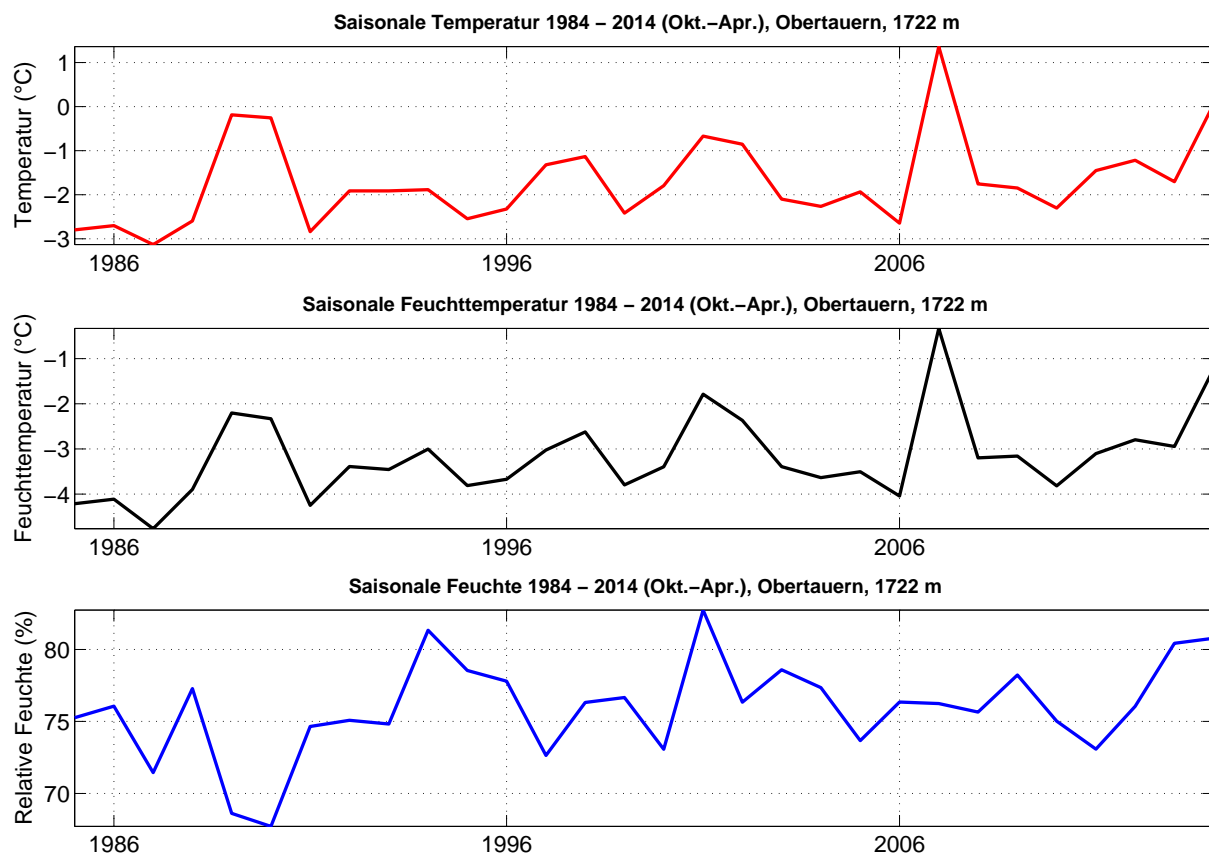 Saisonale Temperatur 1984 − 2014 (Okt.−Apr.), Obertauern, 1722 m
Temperatur (°C)
1
0
−1
−2
−3
1986 1996 2006
Saisonale Feuchttemperatur 1984 − 2014 (Okt.−Apr.), Obertauern, 1722 m
Feuchttemperatur (°C)
−1
−2
−3
−4
1986 1996 2006
Saisonale Feuchte 1984 − 2014 (Okt.−Apr.), Obertauern, 1722 m
Relative Feuchte (%)
80
75
70
1986 1996 2006